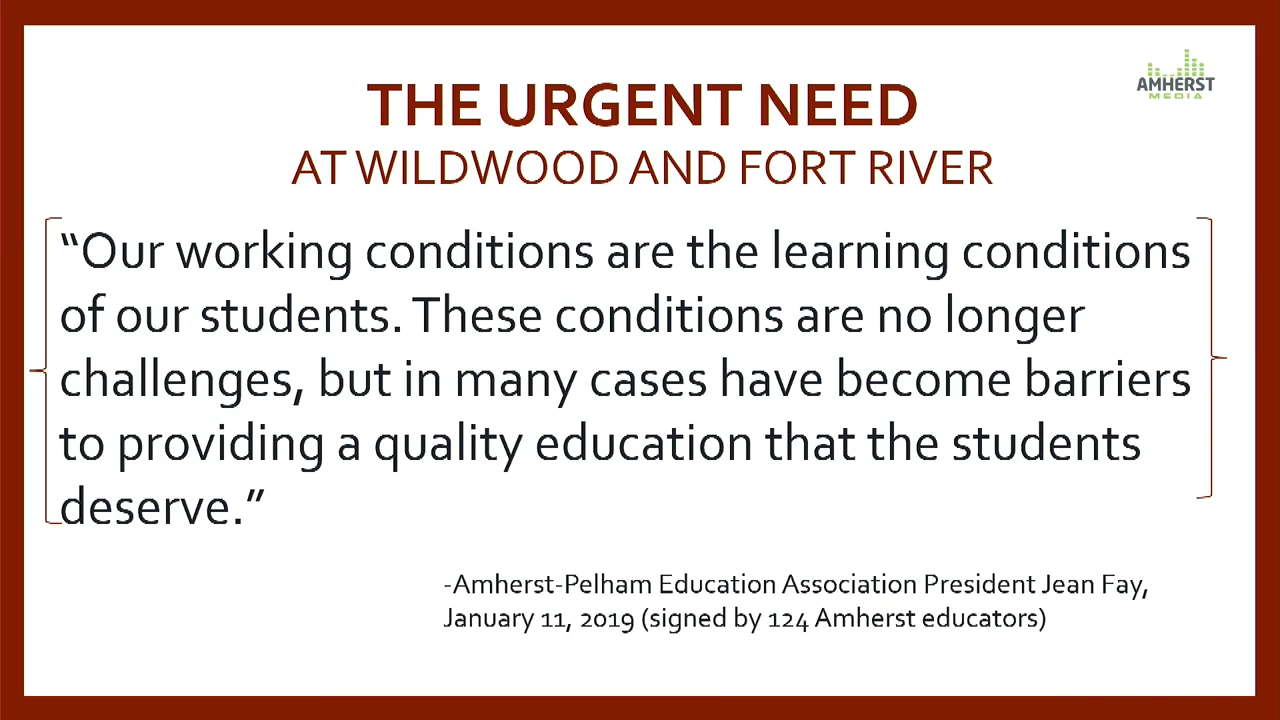 AMHERST
MEDIA
THE URGENT NEED
AT WILDWOOD AND FORT RIVER
“Our working conditions are the learning conditions
of our students. These conditions are no longer
challenges, but in many cases have become barriers
to providing a quality education that the students
deserve.”
-Amherst-Pelham Education Association President Jean Fay,
January 11, 2019 (signed by 124 Amherst educators)